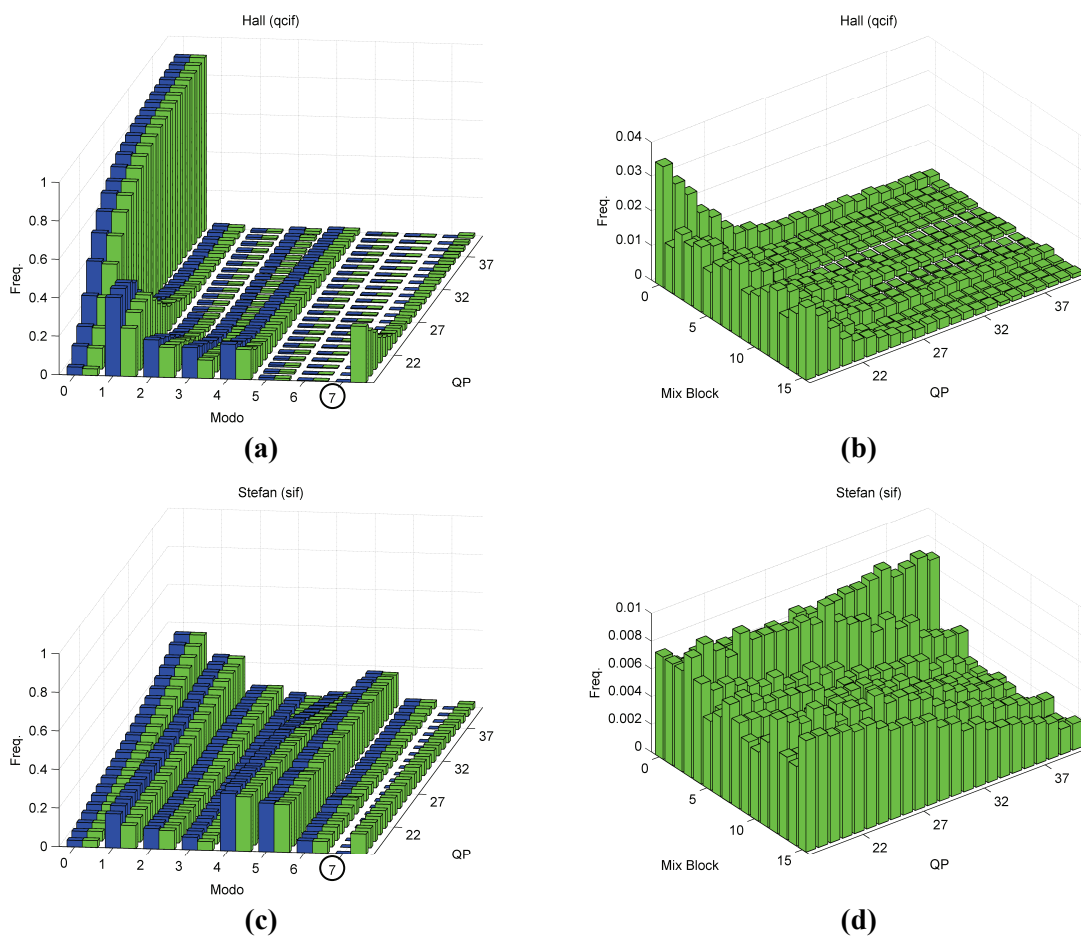 Hall (qcif)
1
0.8
0.6
0.4
0.2
0
Freq.
0 1 2 3 4 5 6 7
Modo
22
27
32
37
QP
(a)
Hall (qcif)
0.04
0.03
0.02
0.01
0
Freq.
0
5
10
15
Mix Block
22
27
32
37
QP
(b)
Stefan (sif)
1
0.8
0.6
0.4
0.2
0
Freq.
0 1 2 3 4 5 6 7
Modo
22
27
32
37
QP
(c)
Stefan (sif)
0.01
0.008
0.006
0.004
0.002
0
Freq.
0
5
10
15
Mix Block
22
27
32
37
QP
(d)